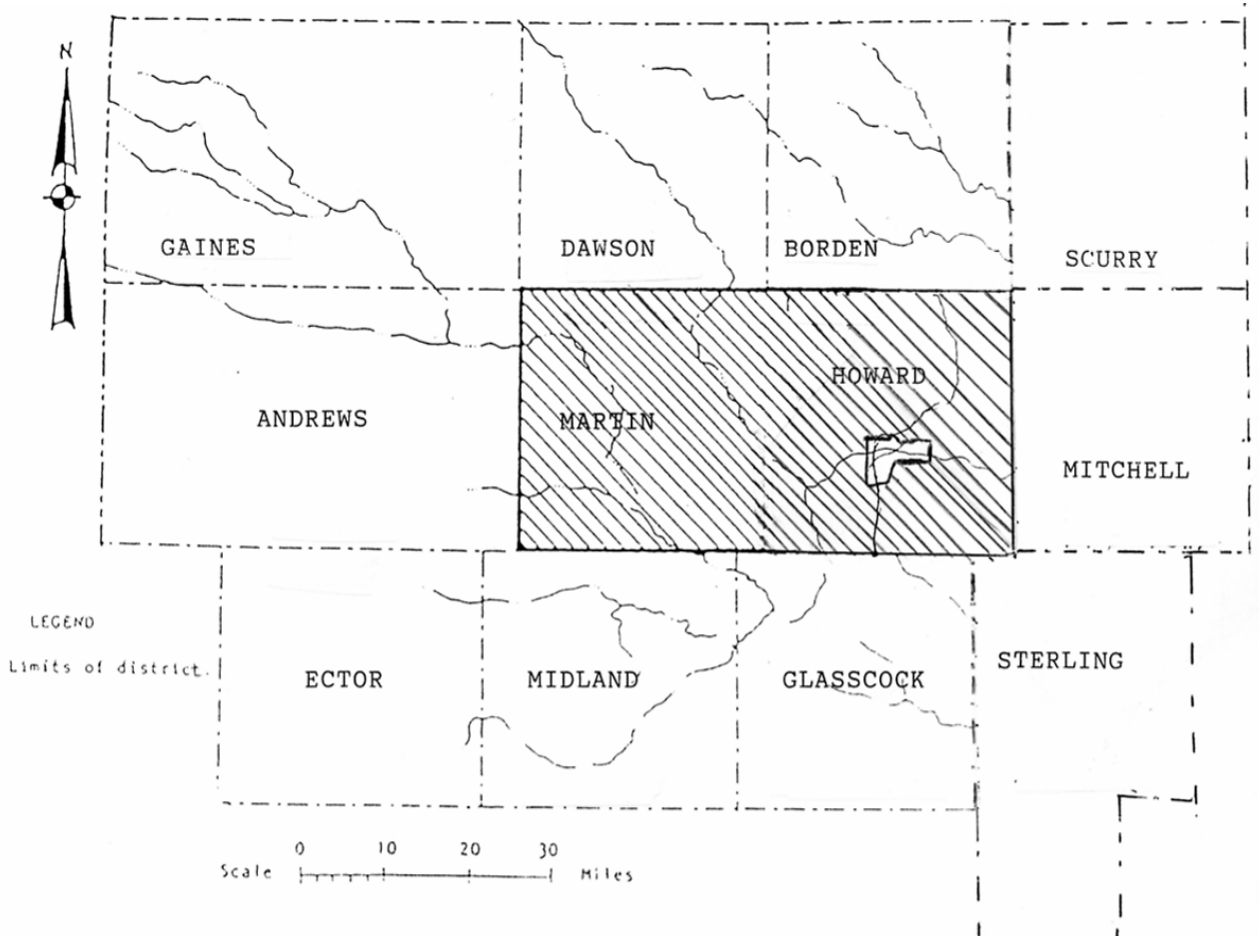 N
GAINES
DAWSON
BORDEN
SCURRY
HOWARD
ANDREWS
MARTIN
MITCHELL
LEGEND
Limits of district.
ECTOR
MIDLAND
GLASSCOCK
STERLING
0 10 20 30
Scale Miles